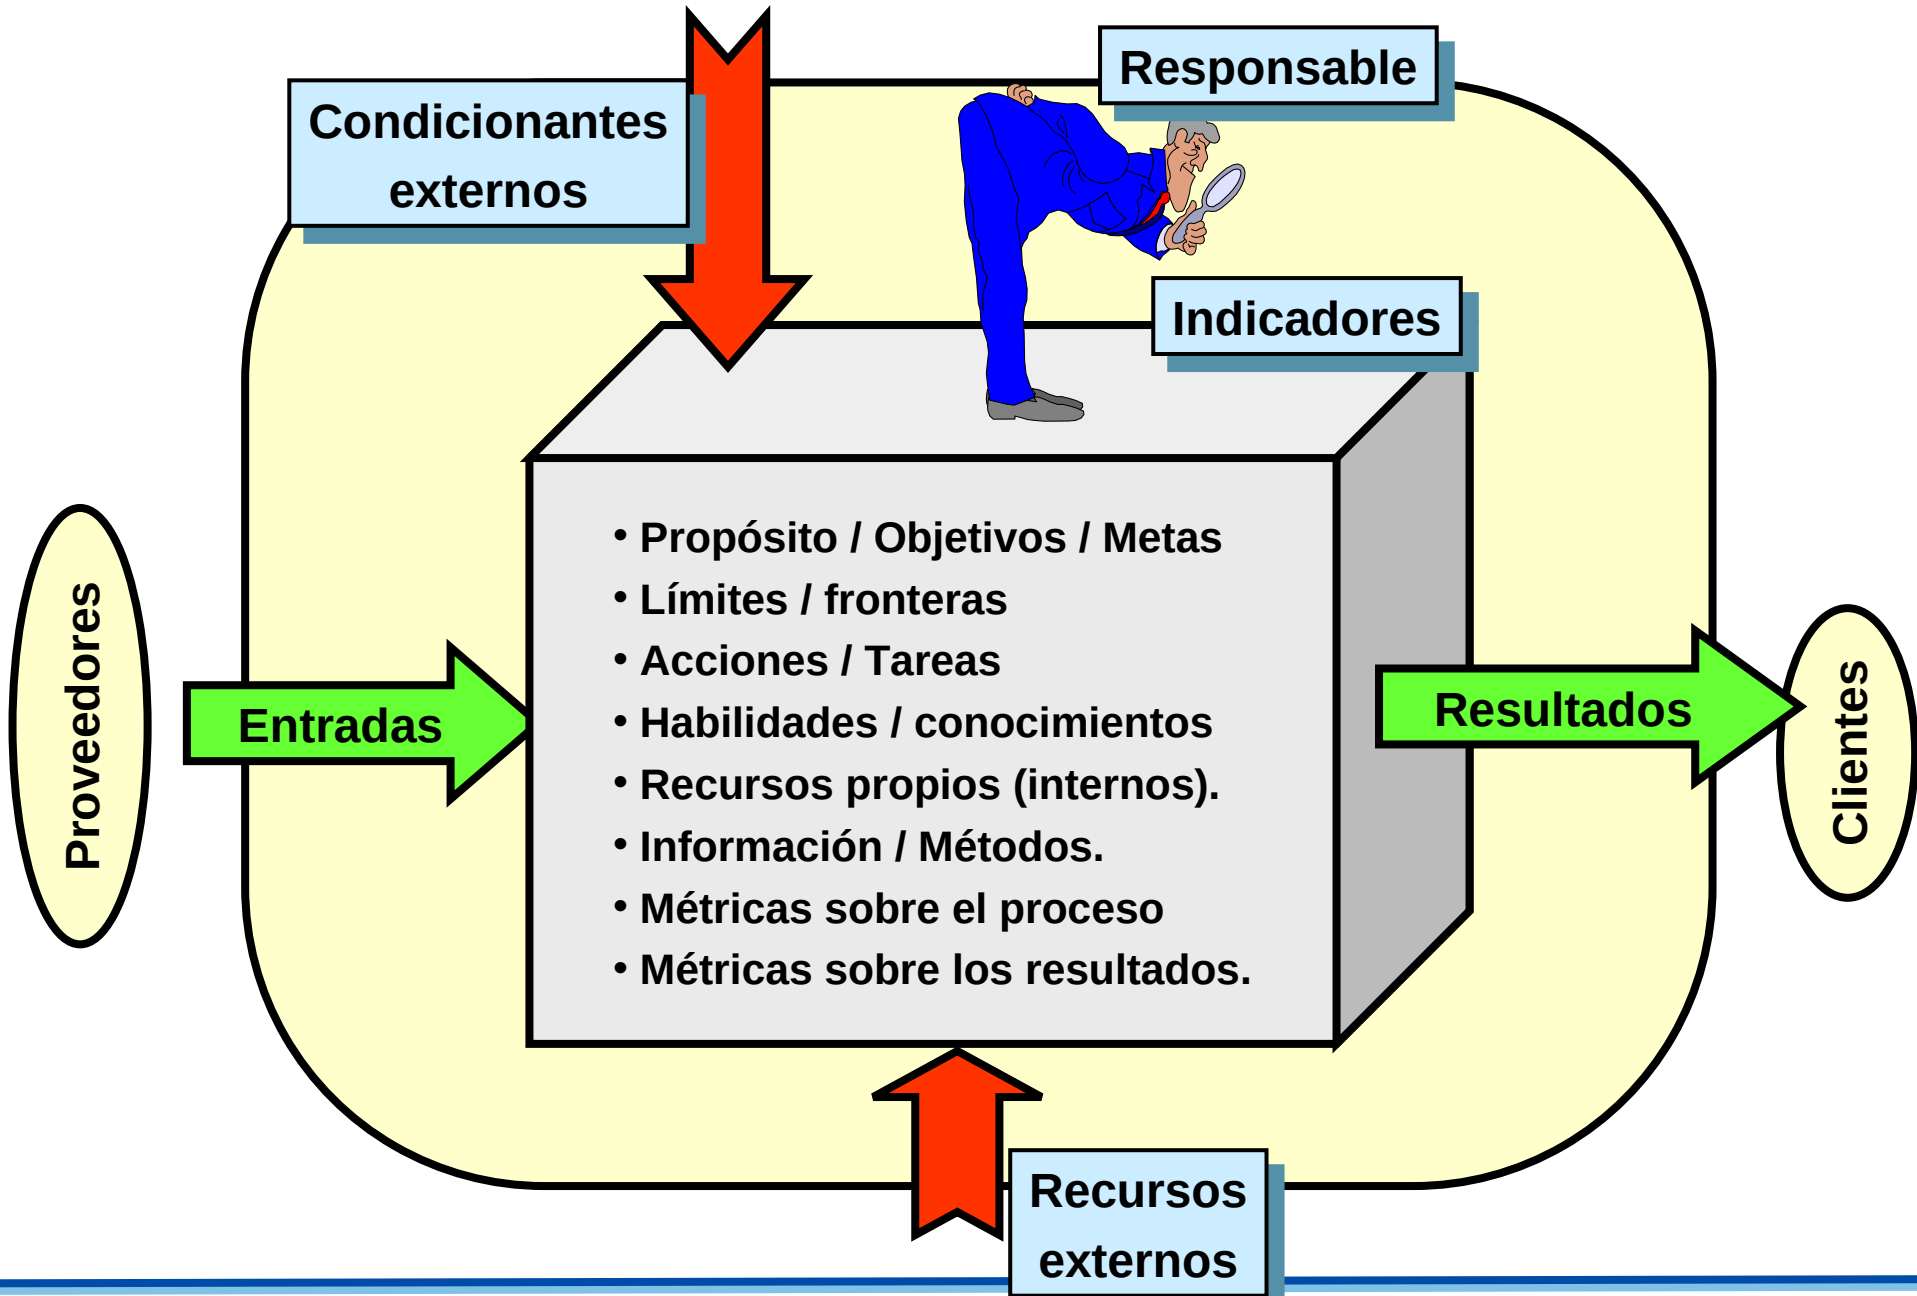 Responsable
Condicionantes
externos
Indicadores
Proveedores
Entradas
• Propósito / Objetivos / Metas
• Límites / fronteras
• Acciones / Tareas
• Habilidades / conocimientos
• Recursos propios (internos).
• Información / Métodos.
• Métricas sobre el proceso
• Métricas sobre los resultados.
Resultados
Clientes
Recursos
externos